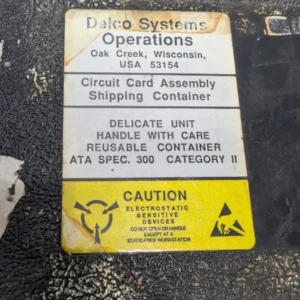 Delco Systems
Operations
Oak Creek, Wisconsin,
USA 53154
Circuit Card Assembly
Shipping Container
DELICATE UNIT
HANDLE WITH CARE
REUSABLE CONTAINER
ATA SPEC. 300 CATEGORY II
CAUTION
ELECTROSTATIC
SENSITIVE
DEVICES
DO NOT OPEN OR HANDLE
EXCEPT AT A
STATIC-FREE WORKSTATION